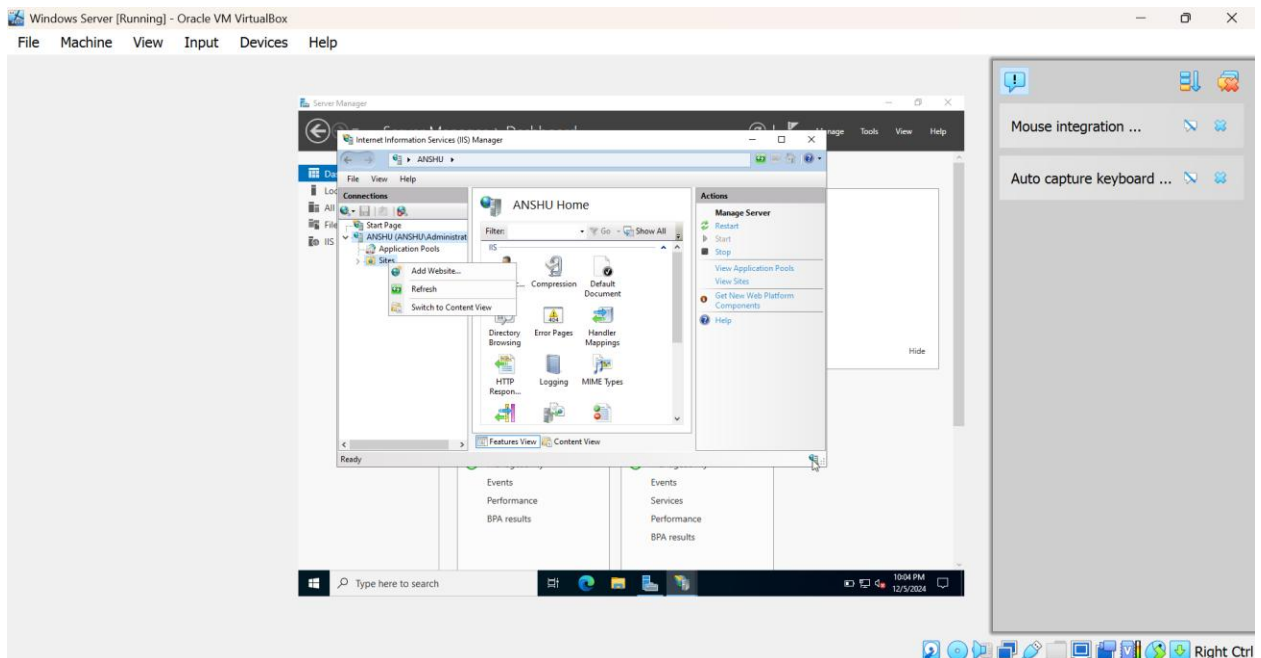 Windows Server [Running] - Oracle VM VirtualBox
File Machine View Input Devices Help
Mouse integration ...
Auto capture keyboard ...
Server Manager
Manage Tools View Help
Internet Information Services (IIS) Manager
ANSHU
File View Help
Connections
Start Page
ANSHU (ANSHU\Administrat
Application Pools
Sites
Add Website...
Refresh
Switch to Content View
ANSHU Home
Filter: Go Show All
IIS
Compression
Default
Document
Directory
Browsing
Error Pages
Handler
Mappings
HTTP
Respon...
Logging
MIME Types
Features View
Content View
Ready
Actions
Manage Server
Restart
Start
Stop
View Application Pools
View Sites
Get New Web Platform
Components
Help
Hide
Events
Performance
BPA results
Events
Services
Performance
BPA results
Type here to search
10:04 PM
12/5/2024
Right Ctrl